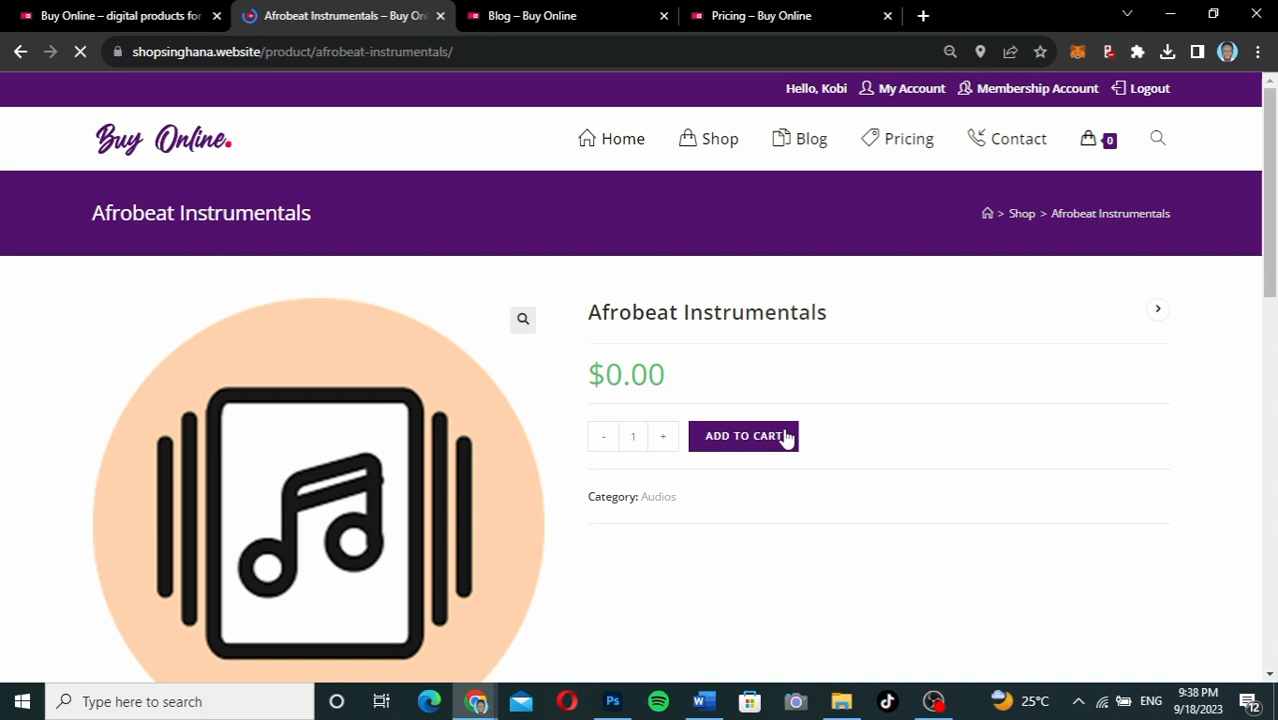 Buy Online – digital products for
Afrobeat Instrumentals – Buy Onl
Blog – Buy Online
Pricing – Buy Online
shopsinghana.website/product/afrobeat-instrumentals/
Hello, Kobi
My Account
Membership Account
Logout
Buy Online.
Home
Shop
Blog
Pricing
Contact
0
Afrobeat Instrumentals
> Shop > Afrobeat Instrumentals
Afrobeat Instrumentals
$0.00
- 1 +
ADD TO CART
Category: Audios
Type here to search
Ps
25°C
ENG
9:38 PM
9/18/2023
12